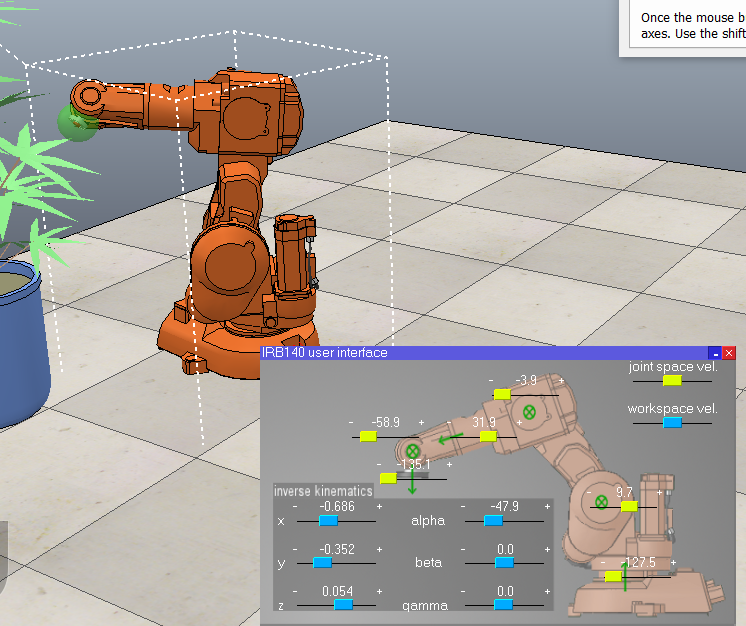 Once the mouse b
axes. Use the shift
IRB140 user interface
joint space vel.
- -3.9 +
workspace vel.
- -58.9 +
31.9 +
- -135.1 +
inverse kinematics
- 9.7 +
- -0.686 +
x
- -47.9 +
alpha
- -0.352 +
y
- 0.0 +
beta
- -127.5 +
- 0.054 +
z
- 0.0 +
gamma